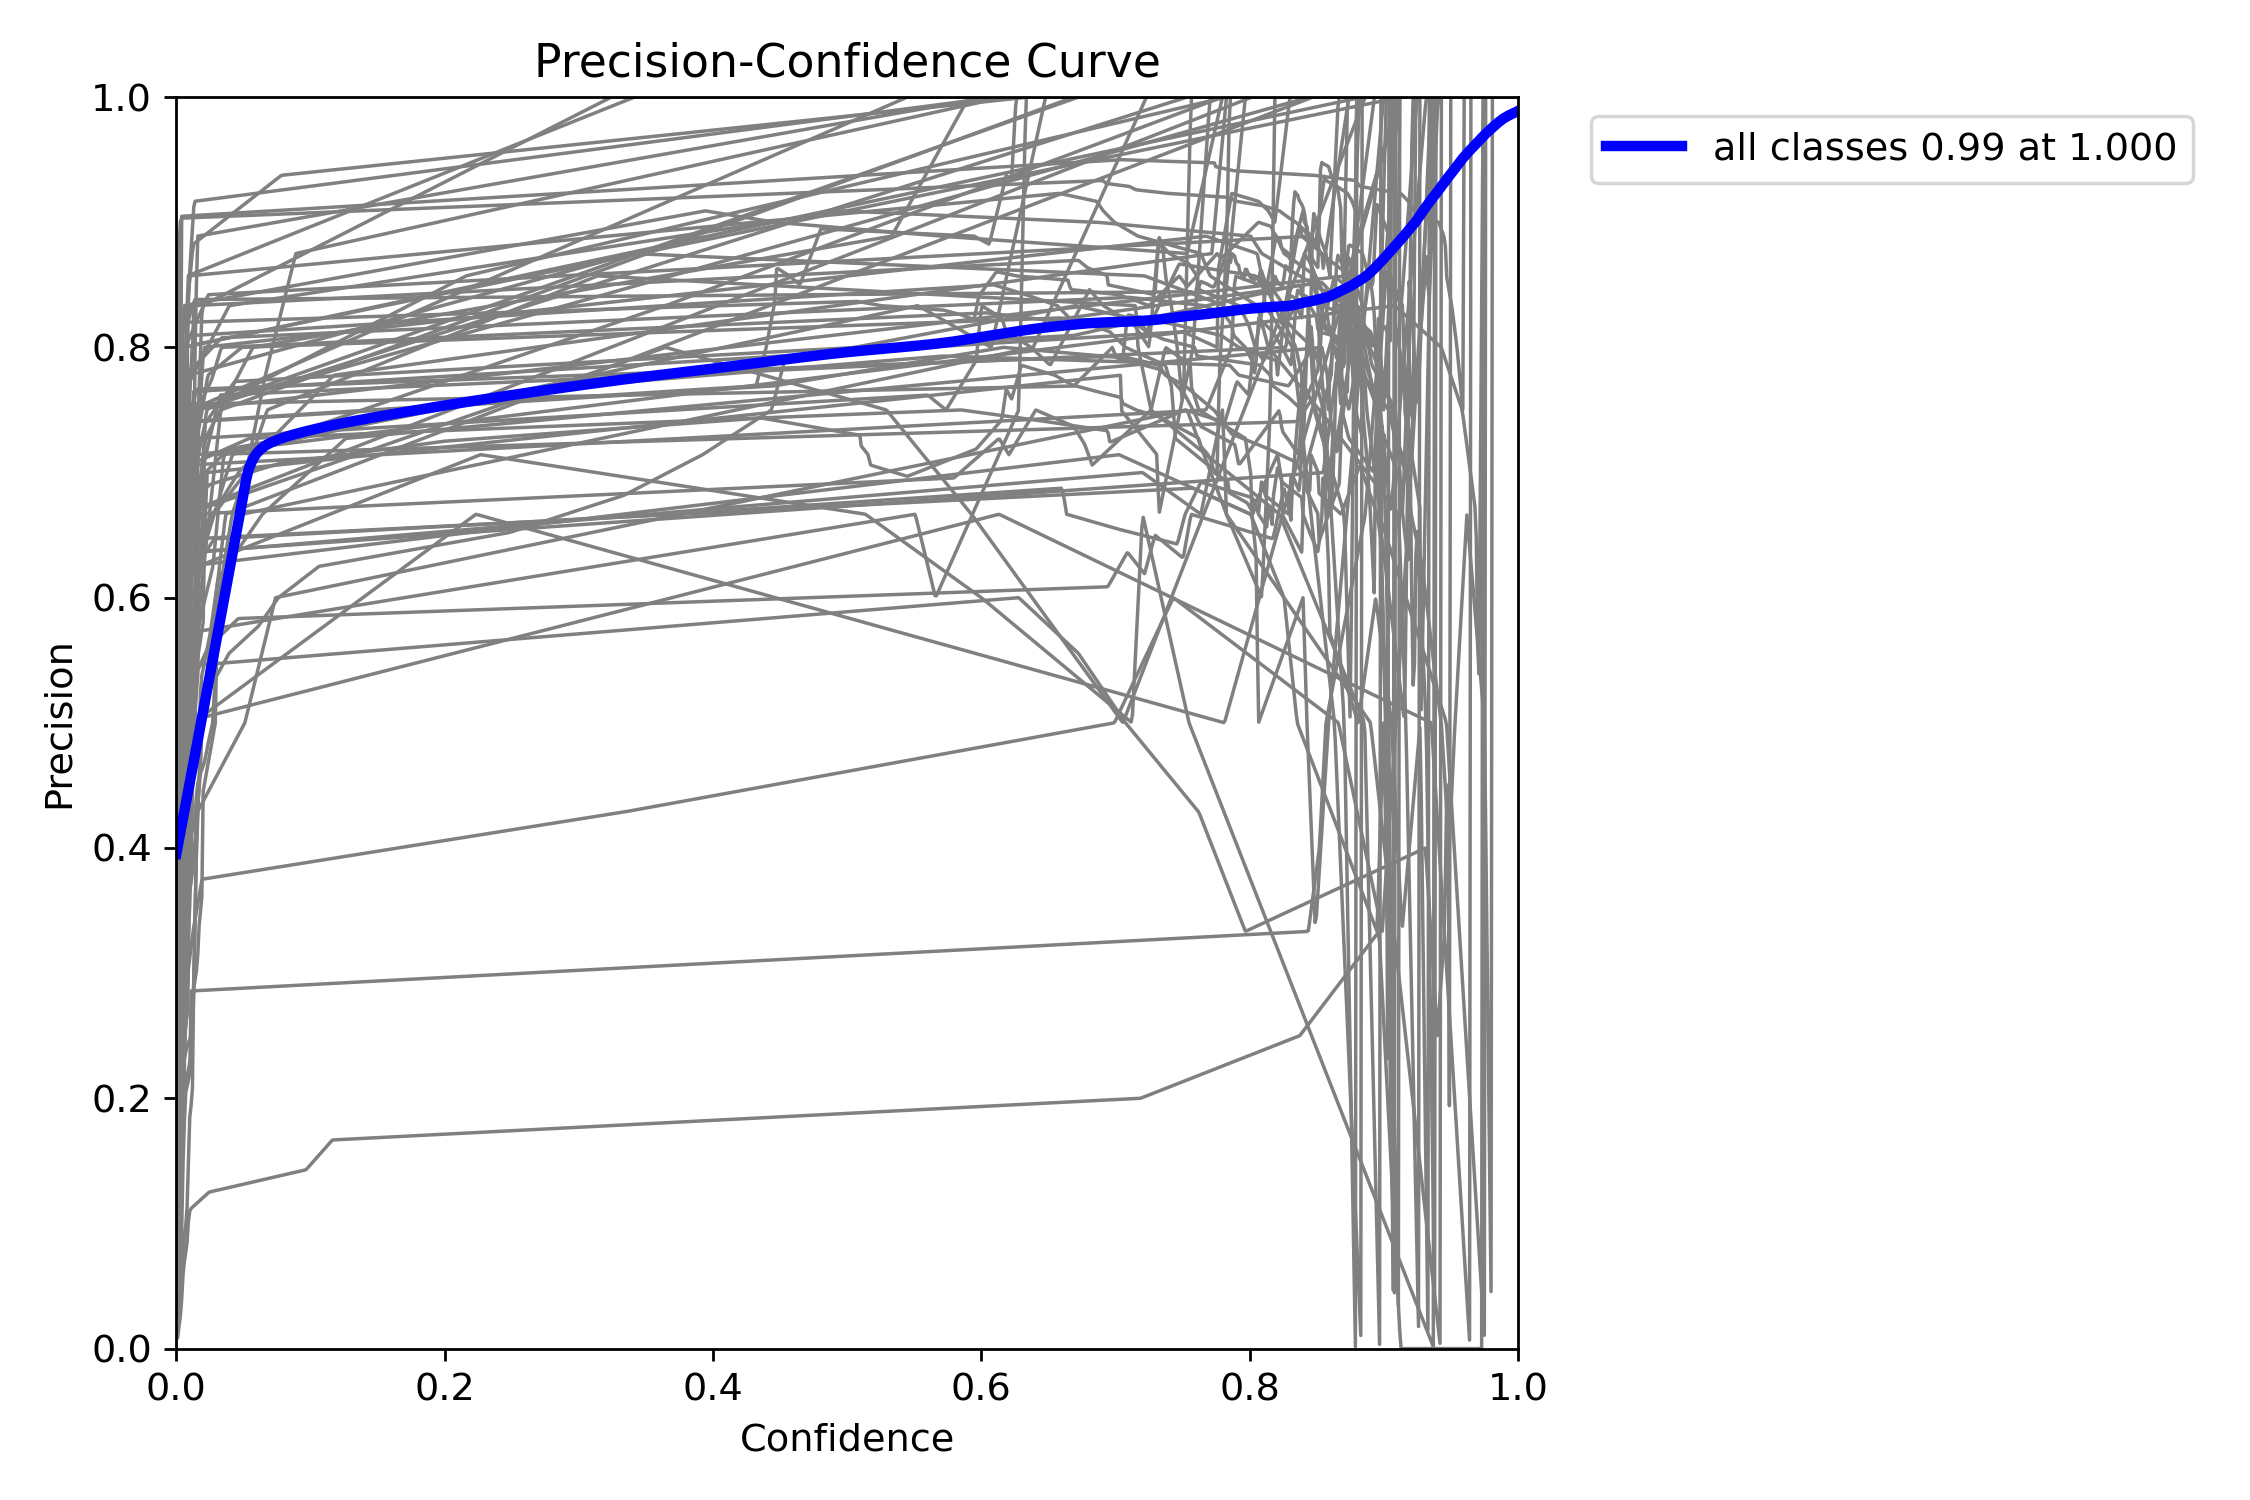 Precision-Confidence Curve
1.0
0.8
0.6
0.4
0.2
0.0
Precision
0.0 0.2 0.4 0.6 0.8 1.0
Confidence
all classes 0.99 at 1.000